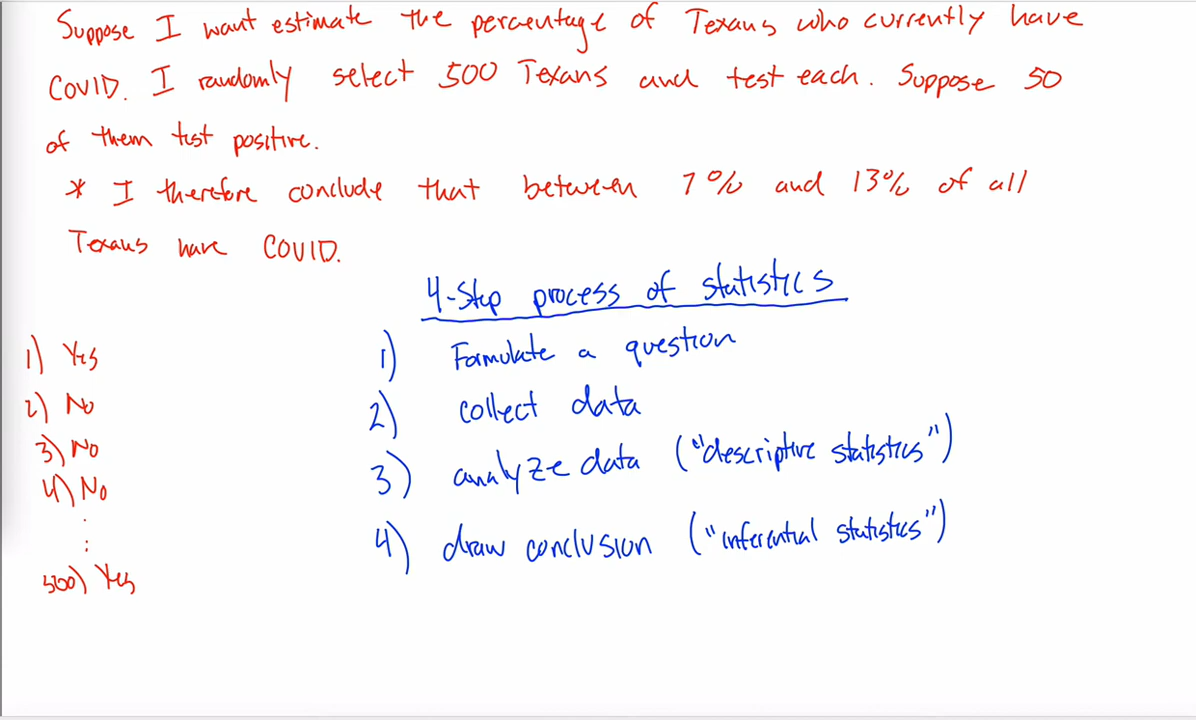 Suppose I want estimate the percentage of Texans who currently have
COVID. I randomly select 500 Texans and test each. Suppose 50
of them test positive.
* I therefore conclude that between 7% and 13% of all
Texans have COVID.
4-Step process of statistics
1) Yes
1) Formulate a question
2) No
2) collect data
3) No
3) analyze data ("descriptive statistics")
4) No
4) draw conclusion ("inferential statistics")
:
500) Yes